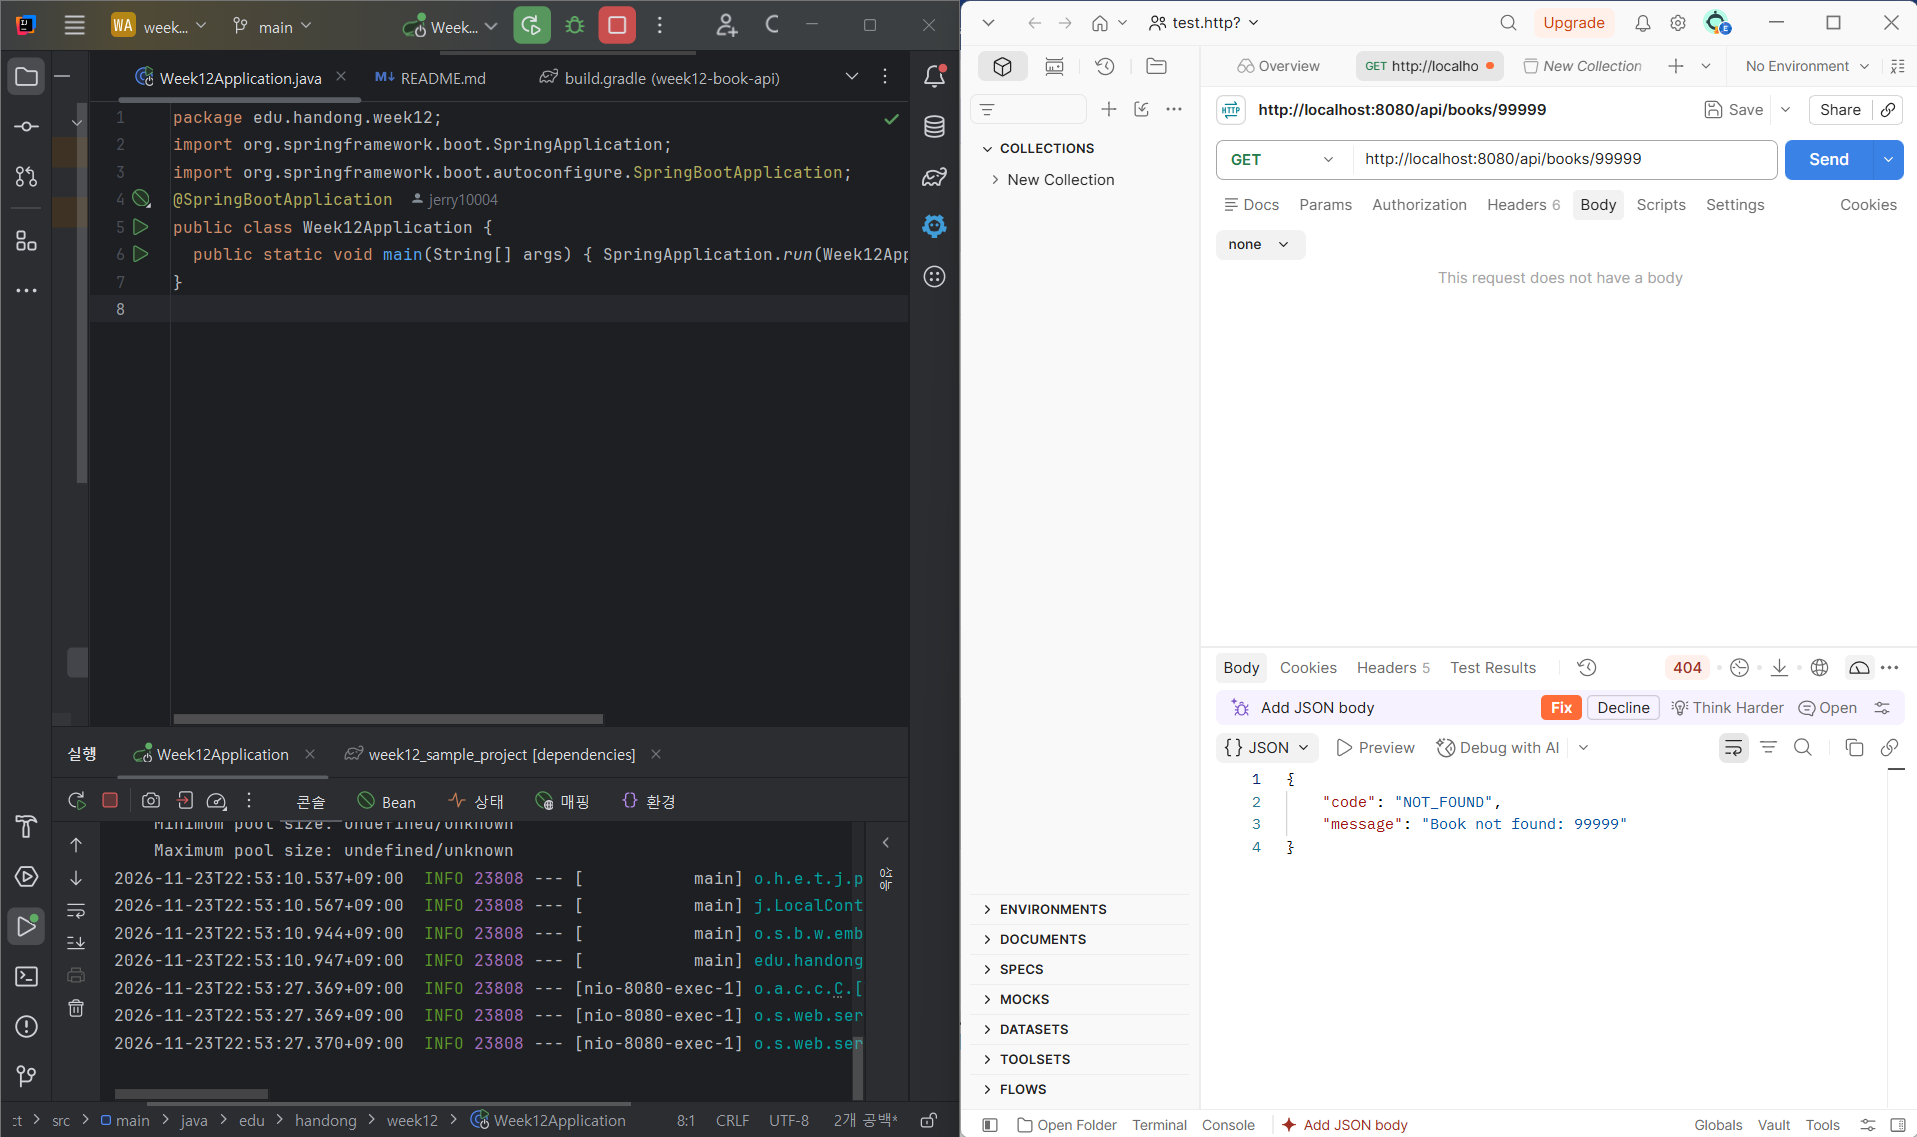 WA week... main Week...
Week12Application.java README.md build.gradle (week12-book-api)
1 package edu.handong.week12;
2 import org.springframework.boot.SpringApplication;
3 import org.springframework.boot.autoconfigure.SpringBootApplication;
4 @SpringBootApplication jerry10004
5 public class Week12Application {
6 public static void main(String[] args) { SpringApplication.run(Week12App
7 }
8
실행 Week12Application week12_sample_project [dependencies]
콘솔 Bean 상태 매핑 환경
Minimum pool size: undefined/unknown
Maximum pool size: undefined/unknown
2026-11-23T22:53:10.537+09:00 INFO 23808 --- [ main] o.h.e.t.j.p
2026-11-23T22:53:10.567+09:00 INFO 23808 --- [ main] j.LocalCont
2026-11-23T22:53:10.944+09:00 INFO 23808 --- [ main] o.s.b.w.emb
2026-11-23T22:53:10.947+09:00 INFO 23808 --- [ main] edu.handong
2026-11-23T22:53:27.369+09:00 INFO 23808 --- [nio-8080-exec-1] o.a.c.c.C.[
2026-11-23T22:53:27.369+09:00 INFO 23808 --- [nio-8080-exec-1] o.s.web.ser
2026-11-23T22:53:27.370+09:00 INFO 23808 --- [nio-8080-exec-1] o.s.web.ser
ct src main java edu handong week12 Week12Application 8:1 CRLF UTF-8 2개 공백*
test.http? Upgrade
Overview GET http://localho New Collection No Environment
HTTP http://localhost:8080/api/books/99999 Save Share
GET http://localhost:8080/api/books/99999 Send
Docs Params Authorization Headers 6 Body Scripts Settings Cookies
none
This request does not have a body
COLLECTIONS
New Collection
ENVIRONMENTS
DOCUMENTS
SPECS
MOCKS
DATASETS
TOOLSETS
FLOWS
Body Cookies Headers 5 Test Results 404
Add JSON body Fix Decline Think Harder Open
{} JSON Preview Debug with AI
1 {
2 "code": "NOT_FOUND",
3 "message": "Book not found: 99999"
4 }
Open Folder Terminal Console Add JSON body Globals Vault Tools